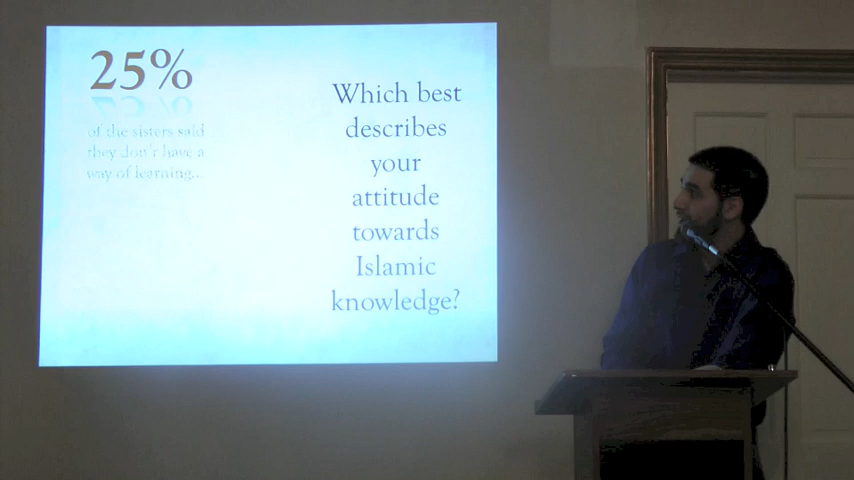 25%
of the sisters said
they don't have a
way of learning...
Which best
describes
your
attitude
towards
Islamic
knowledge?